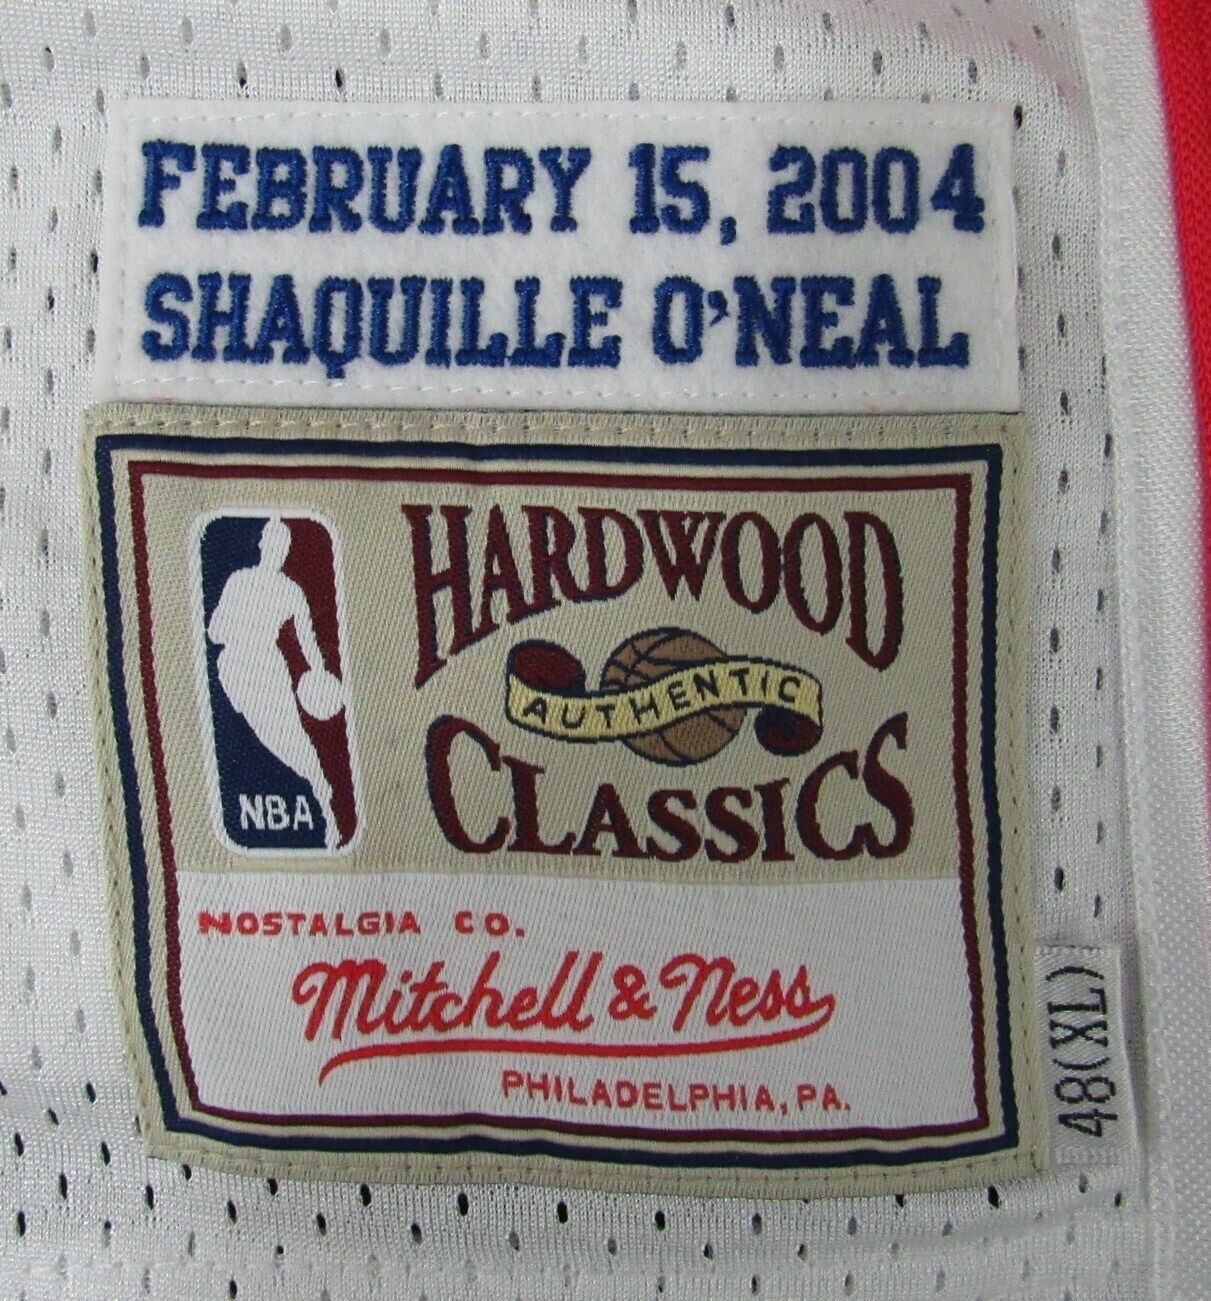 FEBRUARY 15, 2004
SHAQUILLE O'NEAL
HARDWOOD
AUTHENTIC
CLASSICS
NBA
NOSTALGIA CO.
Mitchell & Ness
PHILADELPHIA, PA.
48(XL)